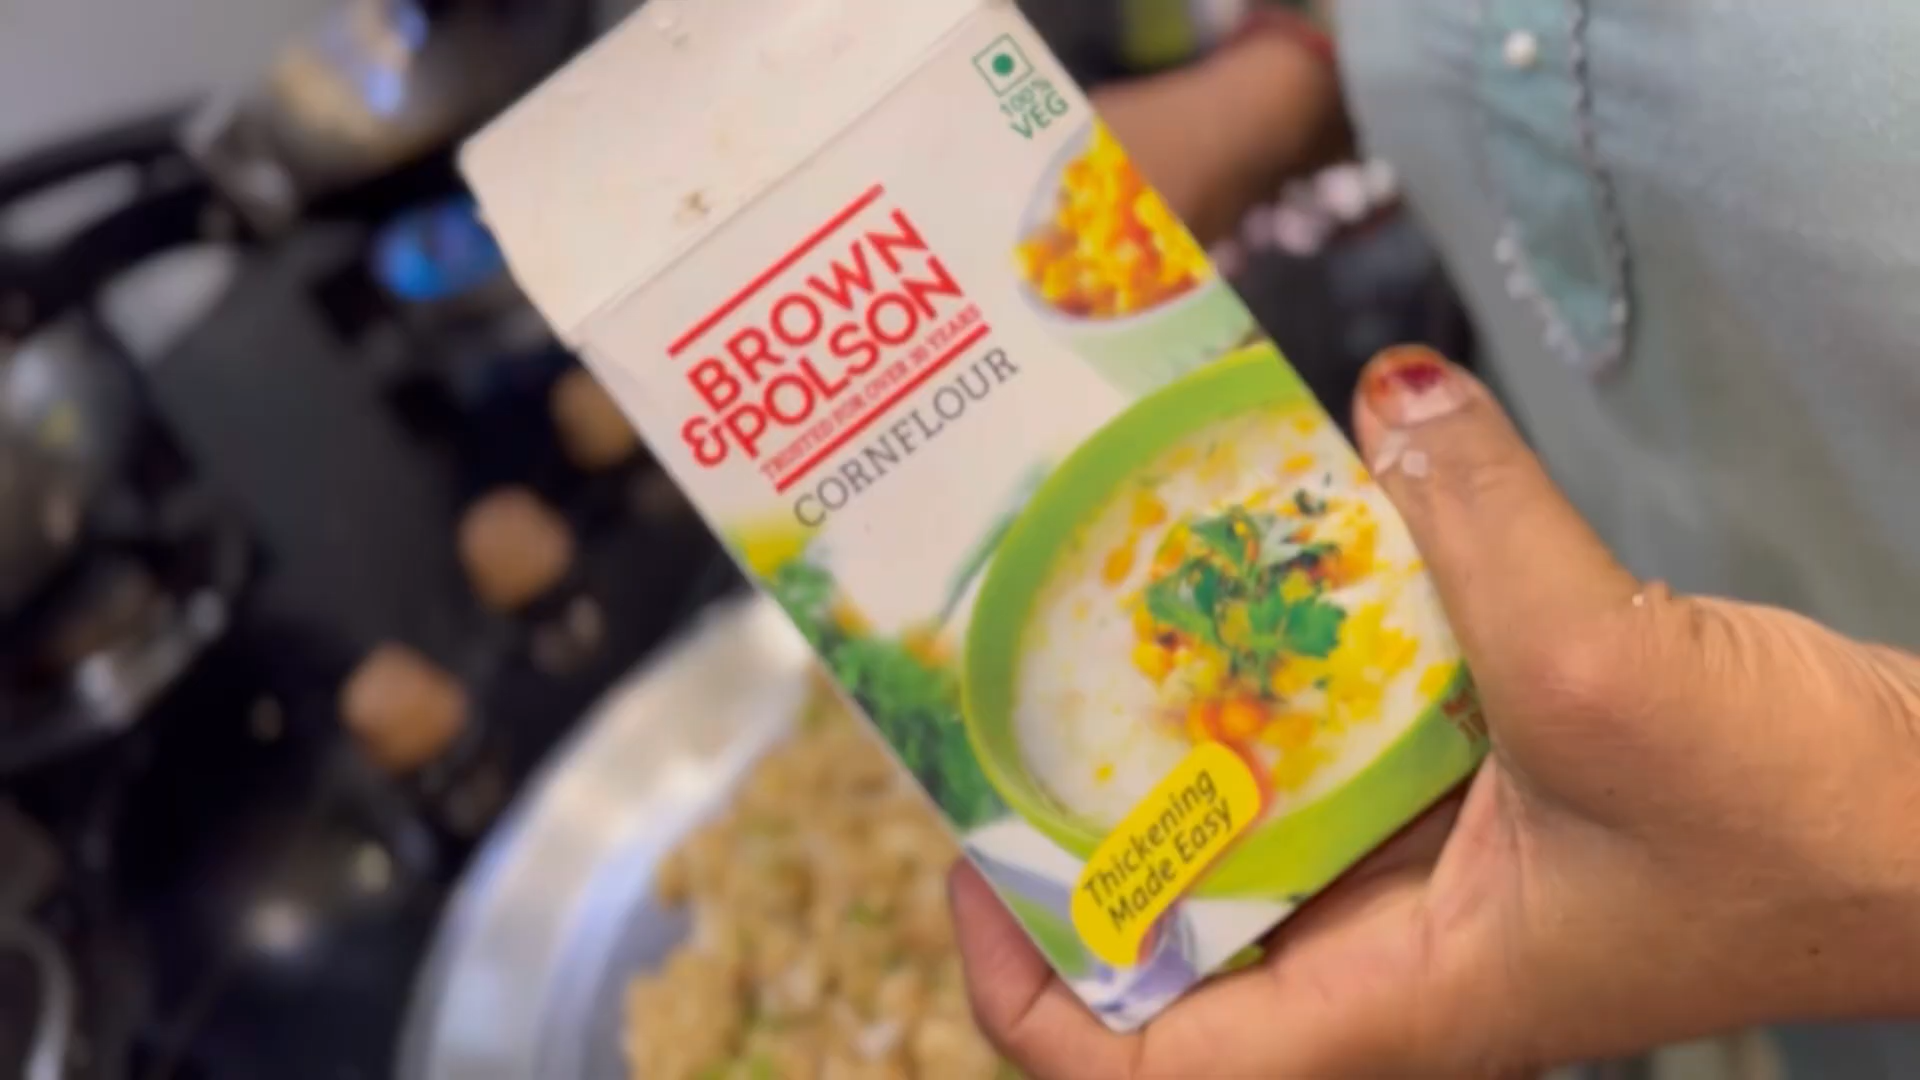 100%
VEG
BROWN
&POLSON
TRUSTED FOR OVER 30 YEARS
CORNFLOUR
Thickening
Made Easy